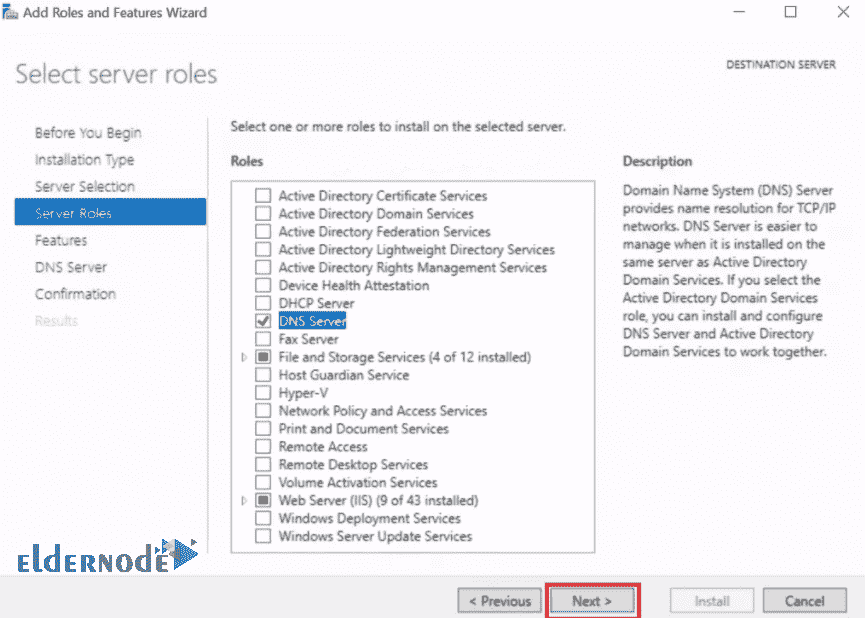 Add Roles and Features Wizard
Select server roles
DESTINATION SERVER
Before You Begin
Installation Type
Server Selection
Server Roles
Features
DNS Server
Confirmation
Results
Select one or more roles to install on the selected server.
Roles
Active Directory Certificate Services
Active Directory Domain Services
Active Directory Federation Services
Active Directory Lightweight Directory Services
Active Directory Rights Management Services
Device Health Attestation
DHCP Server
DNS Server
Fax Server
File and Storage Services (4 of 12 installed)
Host Guardian Service
Hyper-V
Network Policy and Access Services
Print and Document Services
Remote Access
Remote Desktop Services
Volume Activation Services
Web Server (IIS) (9 of 43 installed)
Windows Deployment Services
Windows Server Update Services
Description
Domain Name System (DNS) Server
provides name resolution for TCP/IP
networks. DNS Server is easier to
manage when it is installed on the
same server as Active Directory
Domain Services. If you select the
Active Directory Domain Services
role, you can install and configure
DNS Server and Active Directory
Domain Services to work together.
ELDERNODE
< Previous
Next >
Install
Cancel